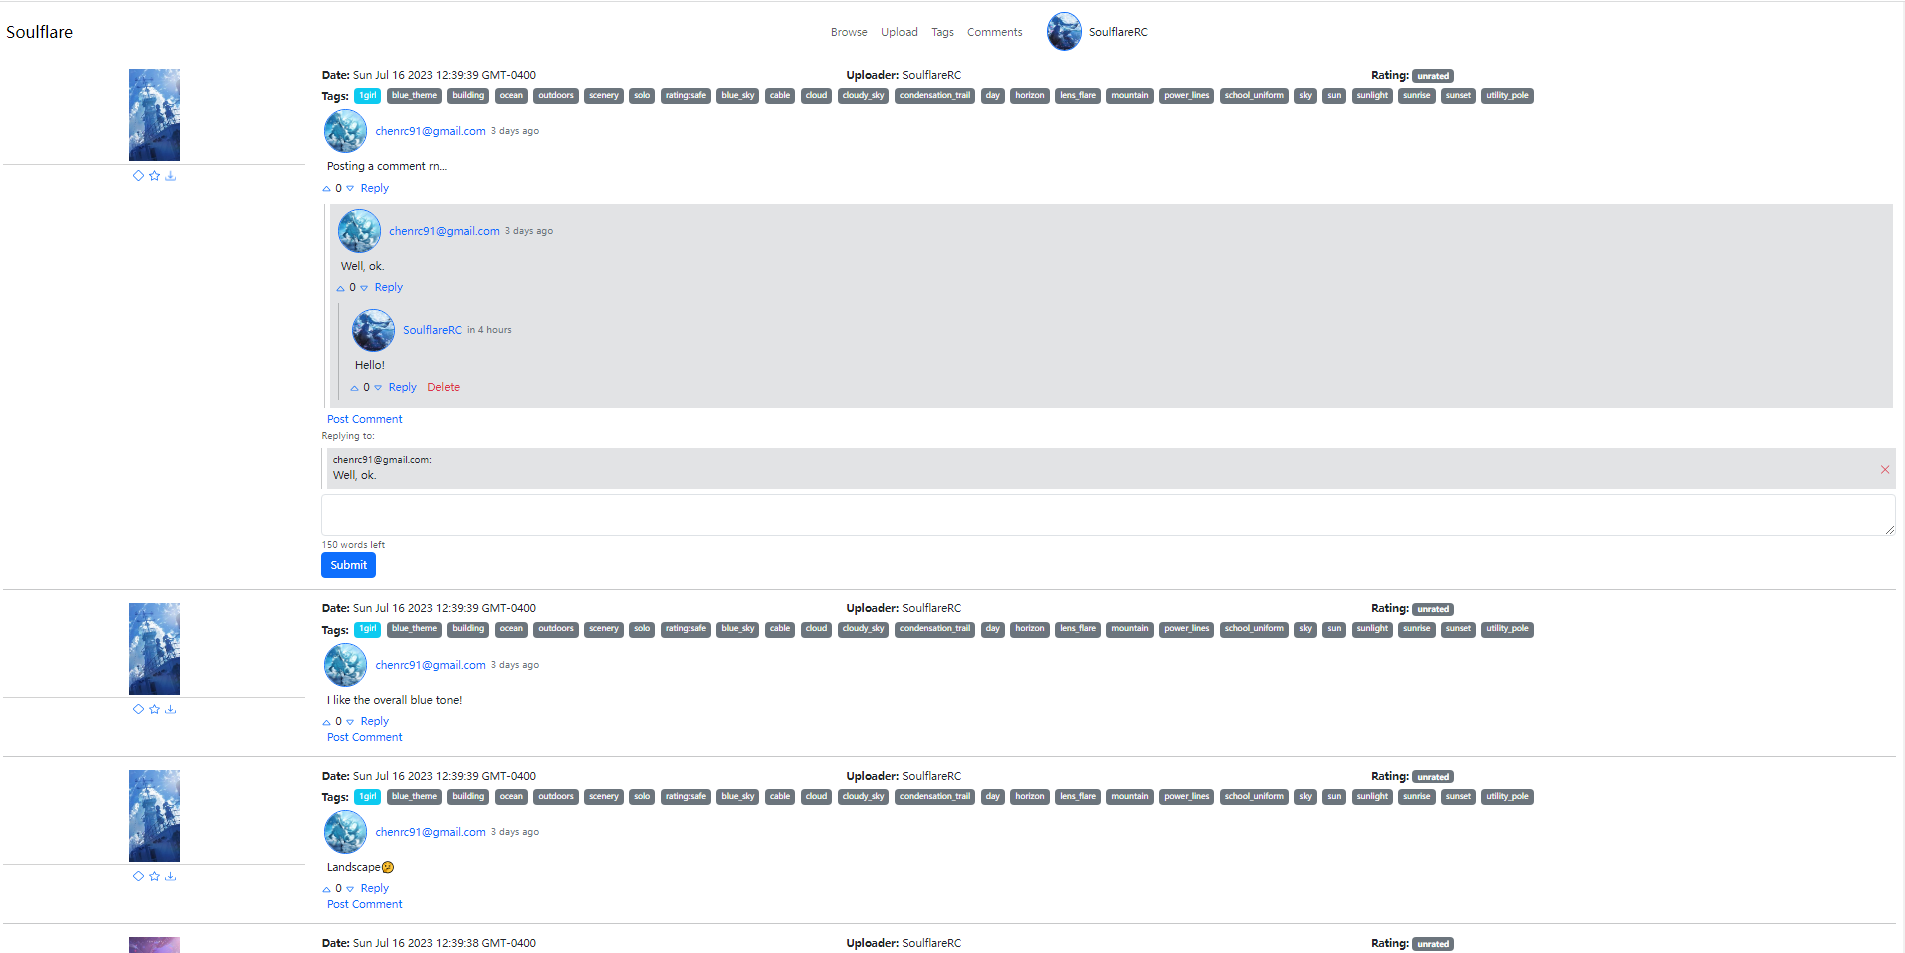 Soulflare Browse Upload Tags Comments SoulflareRC
Date: Sun Jul 16 2023 12:39:39 GMT-0400 Uploader: SoulflareRC Rating: unrated
Tags: 1girl blue_theme building ocean outdoors scenery solo rating:safe blue_sky cable cloud cloudy_sky condensation_trail day horizon lens_flare mountain power_lines school_uniform sky sun sunlight sunrise sunset utility_pole
chenrc91@gmail.com 3 days ago
Posting a comment rn...
0 Reply
chenrc91@gmail.com 3 days ago
Well, ok.
0 Reply
SoulflareRC in 4 hours
Hello!
0 Reply Delete
Post Comment
Replying to:
chenrc91@gmail.com:
Well, ok.
150 words left
Submit
Date: Sun Jul 16 2023 12:39:39 GMT-0400 Uploader: SoulflareRC Rating: unrated
Tags: 1girl blue_theme building ocean outdoors scenery solo rating:safe blue_sky cable cloud cloudy_sky condensation_trail day horizon lens_flare mountain power_lines school_uniform sky sun sunlight sunrise sunset utility_pole
chenrc91@gmail.com 3 days ago
I like the overall blue tone!
0 Reply
Post Comment
Date: Sun Jul 16 2023 12:39:39 GMT-0400 Uploader: SoulflareRC Rating: unrated
Tags: 1girl blue_theme building ocean outdoors scenery solo rating:safe blue_sky cable cloud cloudy_sky condensation_trail day horizon lens_flare mountain power_lines school_uniform sky sun sunlight sunrise sunset utility_pole
chenrc91@gmail.com 3 days ago
Landscape🫤
0 Reply
Post Comment
Date: Sun Jul 16 2023 12:39:38 GMT-0400 Uploader: SoulflareRC Rating: unrated